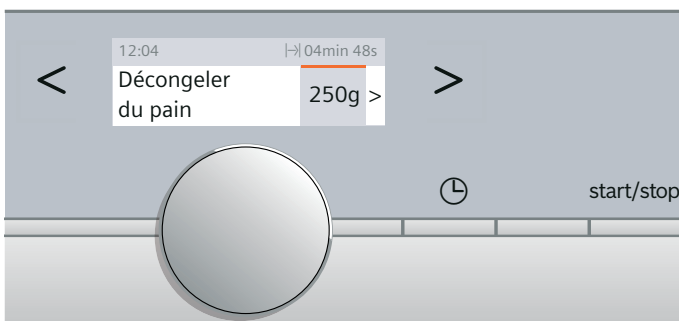 12:04 |→| 04min 48s
< Décongeler
du pain
250g > >
start/stop